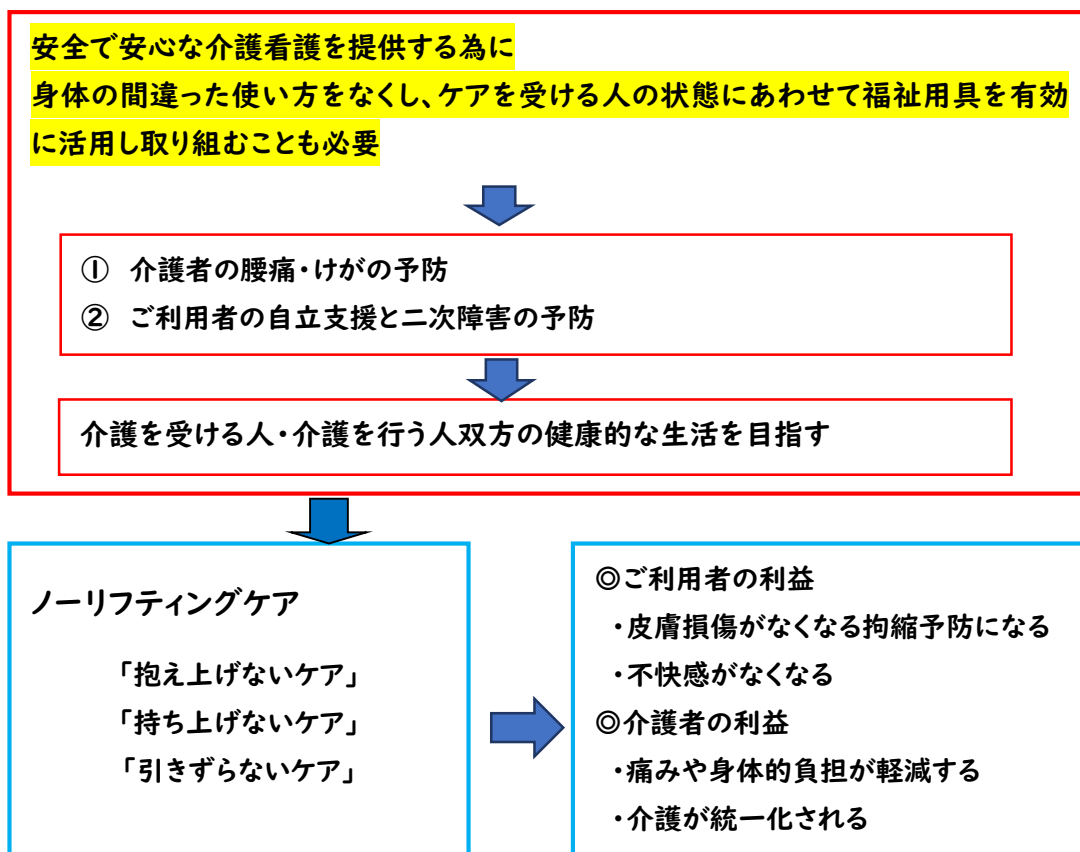 安全で安心な介護看護を提供する為に
身体の間違った使い方をなくし、ケアを受ける人の状態にあわせて福祉用具を有効
に活用し取り組むことも必要
① 介護者の腰痛・けがの予防
② ご利用者の自立支援と二次障害の予防
介護を受ける人・介護を行う人双方の健康的な生活を目指す
ノーリフティングケア
「抱え上げないケア」
「持ち上げないケア」
「引きずらないケア」
◎ご利用者の利益
・皮膚損傷がなくなる拘縮予防になる
・不快感がなくなる
◎介護者の利益
・痛みや身体的負担が軽減する
・介護が統一化される